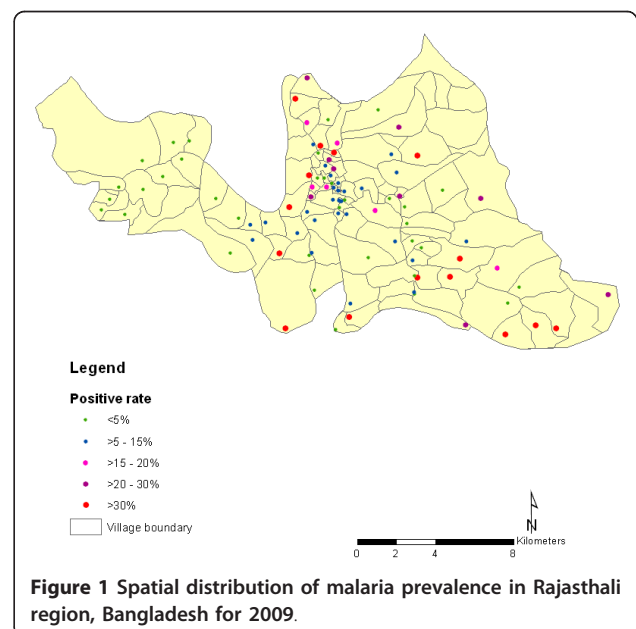 Legend
Positive rate
<5%
>5 - 15%
>15 - 20%
>20 - 30%
>30%
Village boundary
N
Kilometers
0 2 4 8
Figure 1 Spatial distribution of malaria prevalence in Rajasthali
region, Bangladesh for 2009.